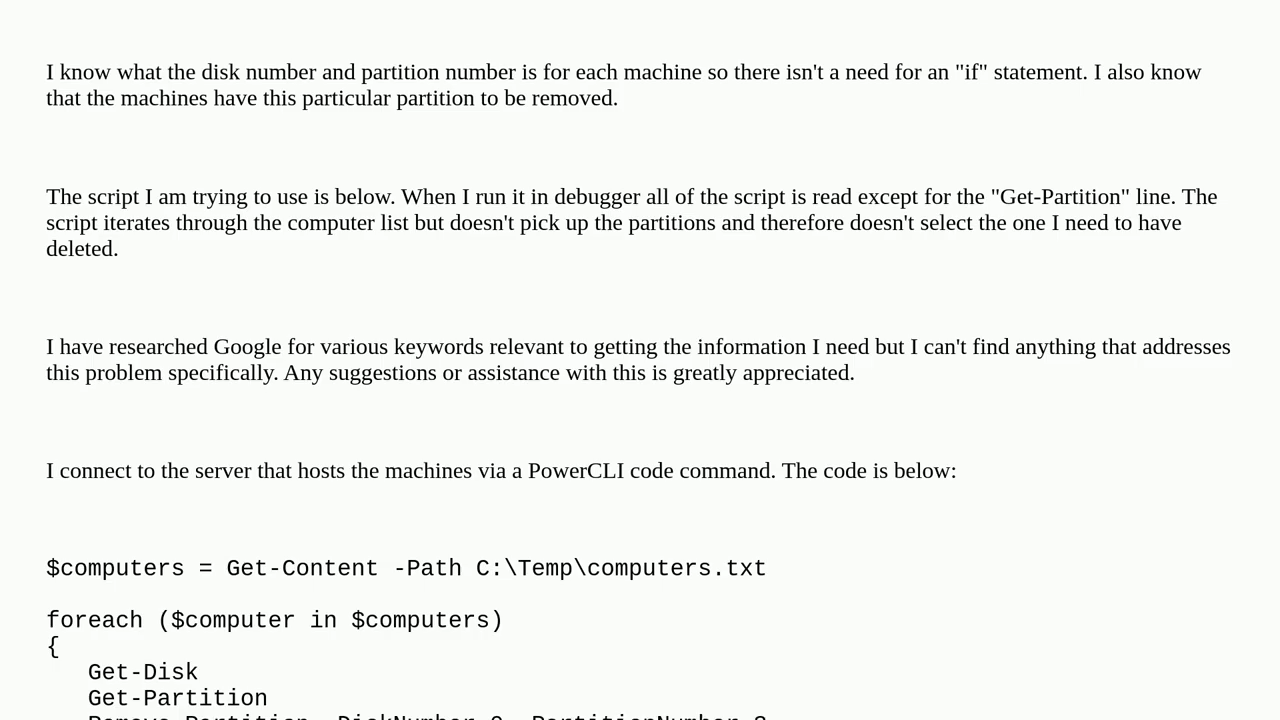 I know what the disk number and partition number is for each machine so there isn't a need for an "if" statement. I also know
that the machines have this particular partition to be removed.
The script I am trying to use is below. When I run it in debugger all of the script is read except for the "Get-Partition" line. The
script iterates through the computer list but doesn't pick up the partitions and therefore doesn't select the one I need to have
deleted.
I have researched Google for various keywords relevant to getting the information I need but I can't find anything that addresses
this problem specifically. Any suggestions or assistance with this is greatly appreciated.
I connect to the server that hosts the machines via a PowerCLI code command. The code is below:
$computers = Get-Content -Path C:\Temp\computers.txt
foreach ($computer in $computers)
{
Get-Disk
Get-Partition
Remove-Partition -DiskNumber